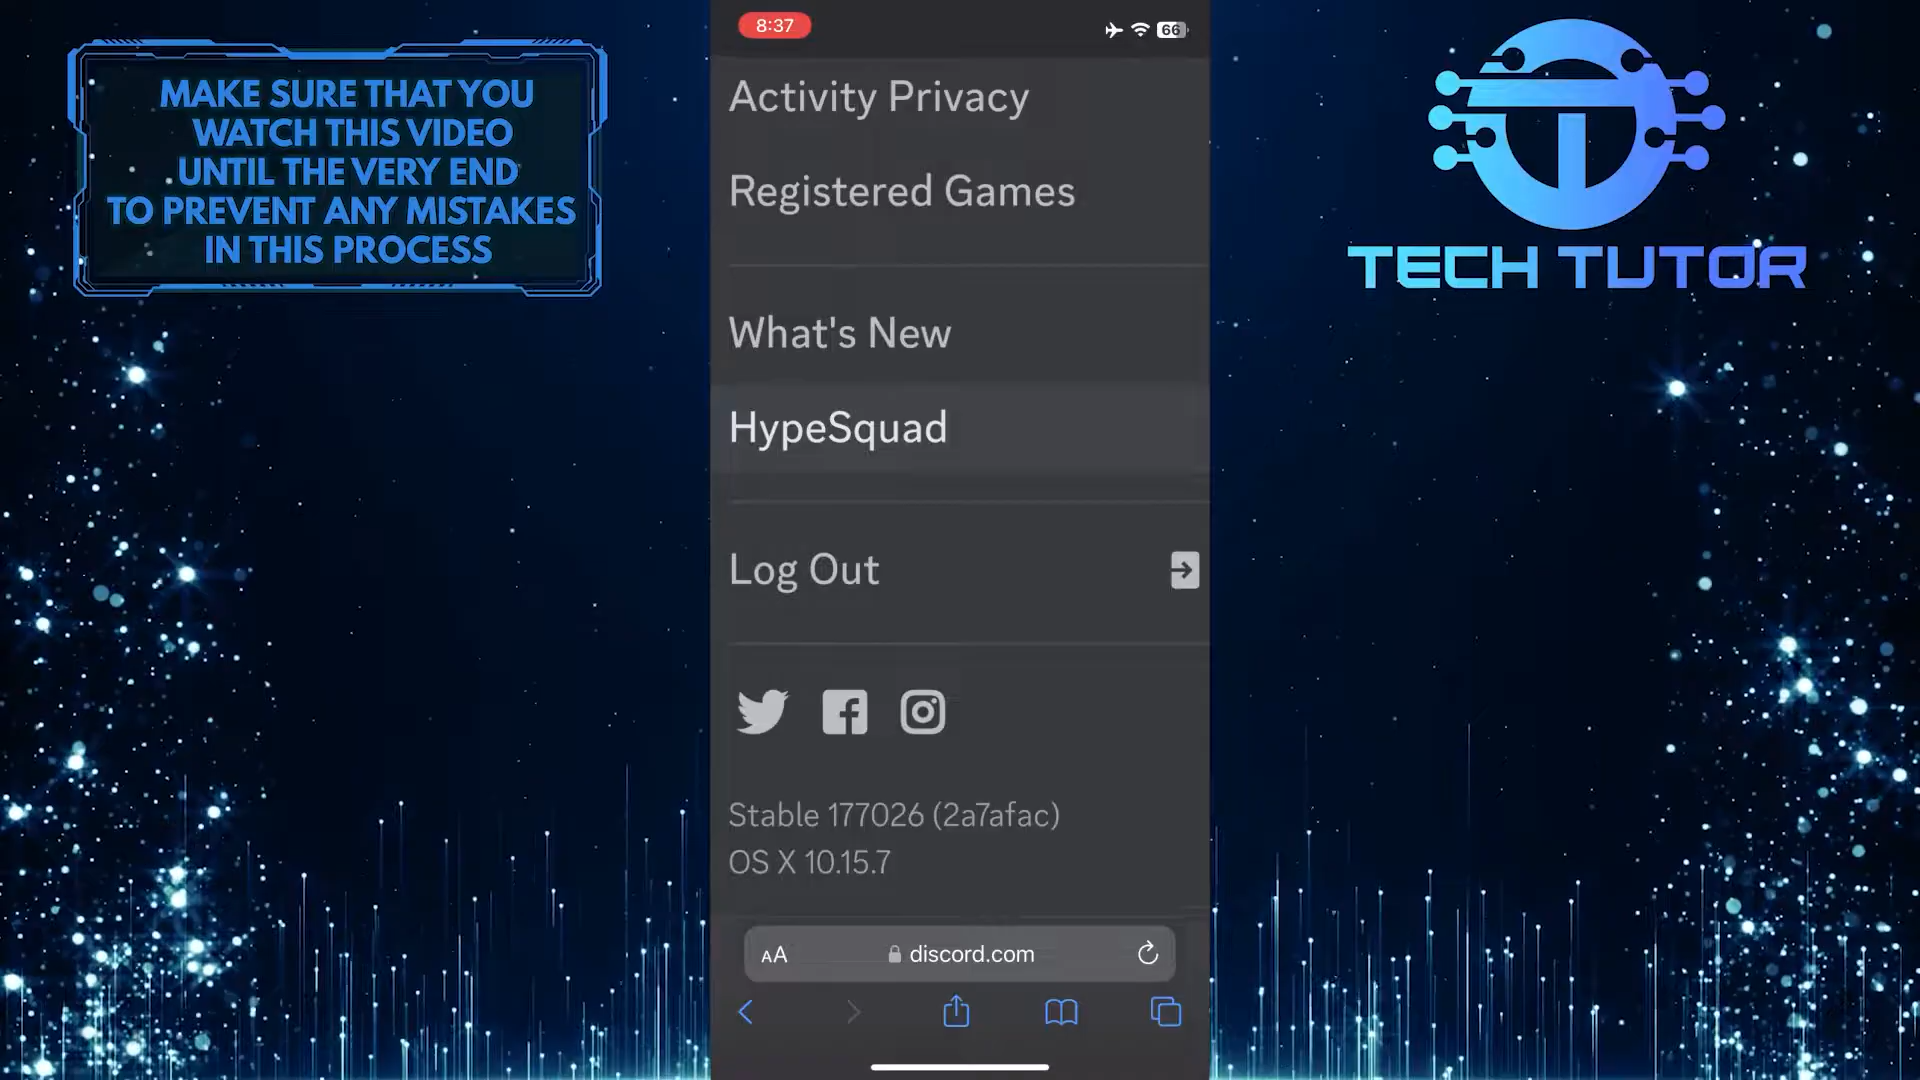 MAKE SURE THAT YOU
WATCH THIS VIDEO
UNTIL THE VERY END
TO PREVENT ANY MISTAKES
IN THIS PROCESS
8:37
66
Activity Privacy
Registered Games
What's New
HypeSquad
Log Out
Stable 177026 (2a7afac)
OS X 10.15.7
AA
discord.com
TECH TUTOR